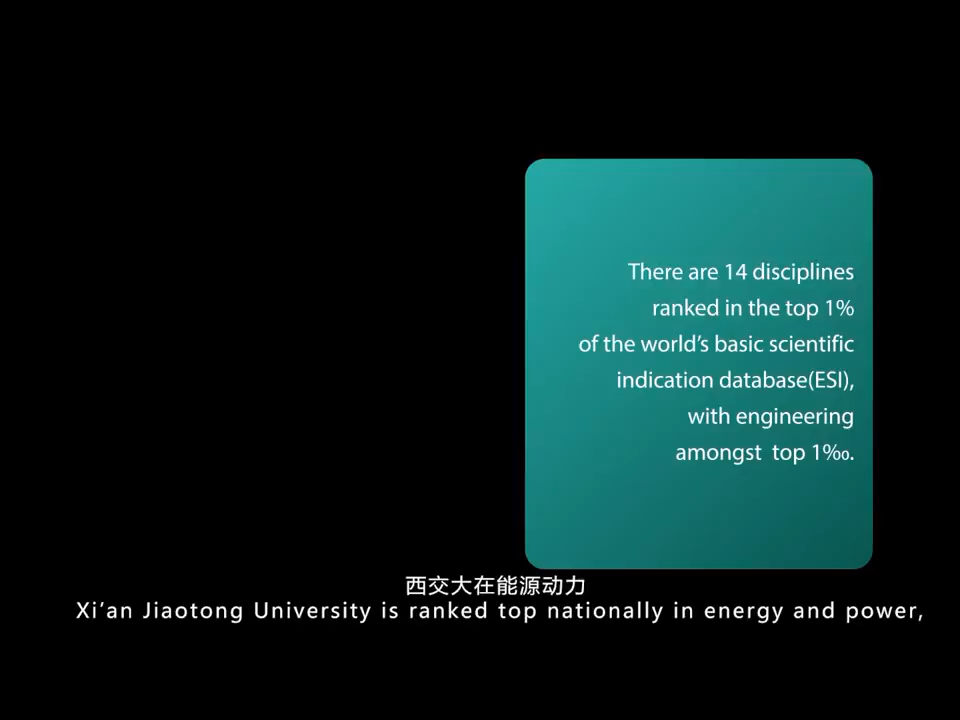 There are 14 disciplines
ranked in the top 1%
of the world's basic scientific
indication database(ESI),
with engineering
amongst top 1‰.
西交大在能源动力
Xi'an Jiaotong University is ranked top nationally in energy and power,